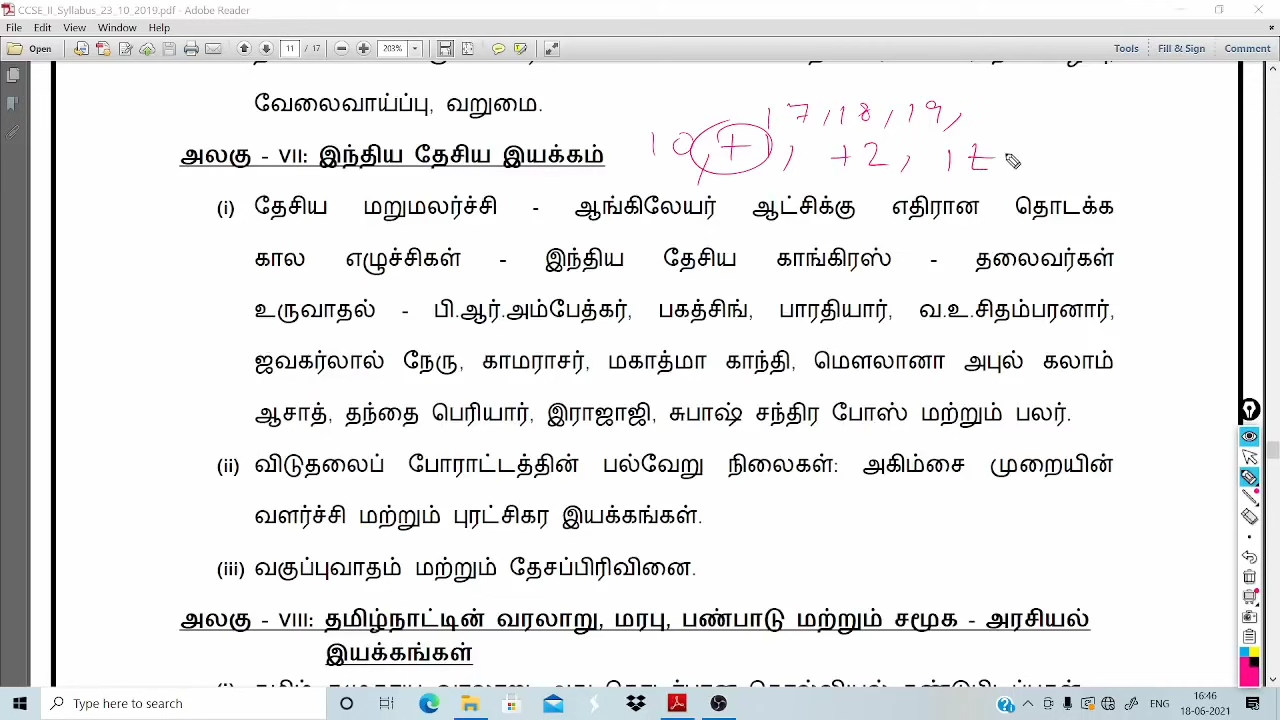 CCSE_II_Syllabus_23_10_2019.pdf - Adobe Reader
File Edit View Window Help
Open 11 / 17 203% Tools Fill & Sign Comment
வேலைவாய்ப்பு, வறுமை.
17, 18, 19,
அலகு - VII: இந்திய தேசிய இயக்கம் 10, +, +2, 12
(i) தேசிய மறுமலர்ச்சி - ஆங்கிலேயர் ஆட்சிக்கு எதிரான தொடக்க
கால எழுச்சிகள் - இந்திய தேசிய காங்கிரஸ் - தலைவர்கள்
உருவாதல் - பி.ஆர்.அம்பேத்கர், பகத்சிங், பாரதியார், வ.உ.சிதம்பரனார்,
ஜவகர்லால் நேரு, காமராசர், மகாத்மா காந்தி, மௌலானா அபுல் கலாம்
ஆசாத், தந்தை பெரியார், இராஜாஜி, சுபாஷ் சந்திர போஸ் மற்றும் பலர்.
(ii) விடுதலைப் போராட்டத்தின் பல்வேறு நிலைகள்: அகிம்சை முறையின்
வளர்ச்சி மற்றும் புரட்சிகர இயக்கங்கள்.
(iii) வகுப்புவாதம் மற்றும் தேசப்பிரிவினை.
அலகு - VIII: தமிழ்நாட்டின் வரலாறு, மரபு, பண்பாடு மற்றும் சமூக - அரசியல்
இயக்கங்கள்
Type here to search ENG 16:46
18-06-2021